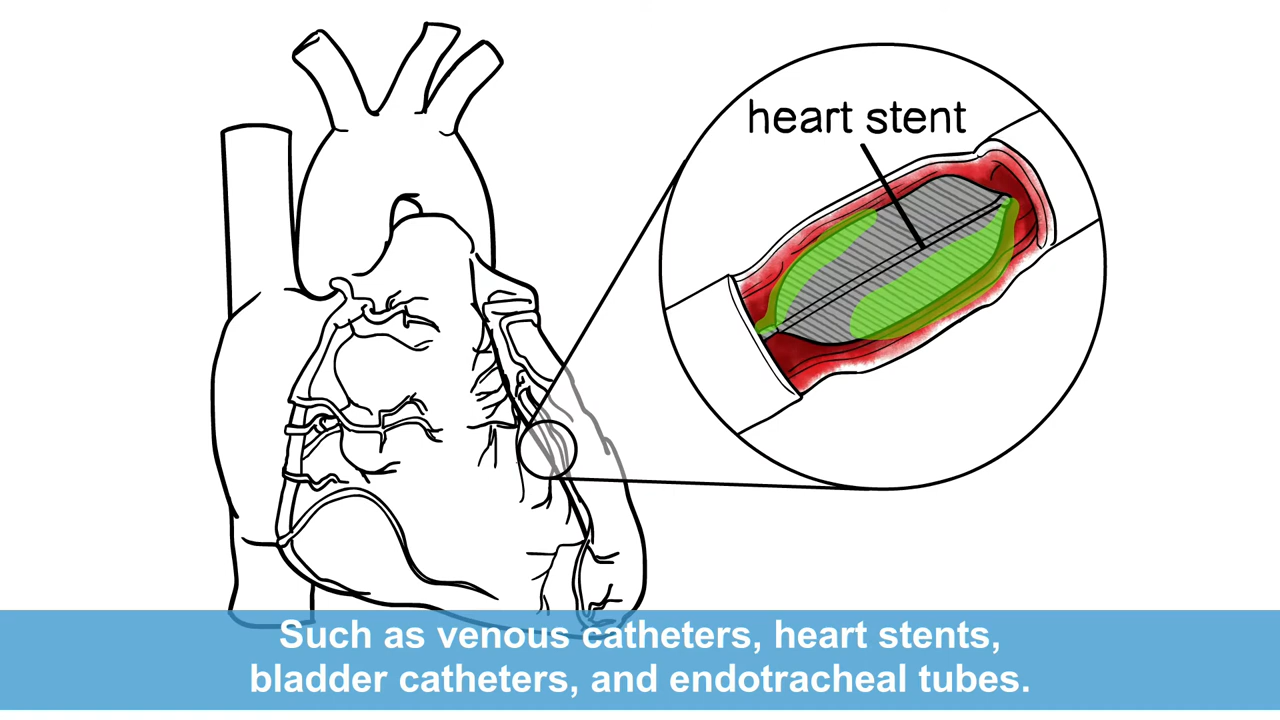 heart stent
Such as venous catheters, heart stents,
bladder catheters, and endotracheal tubes.